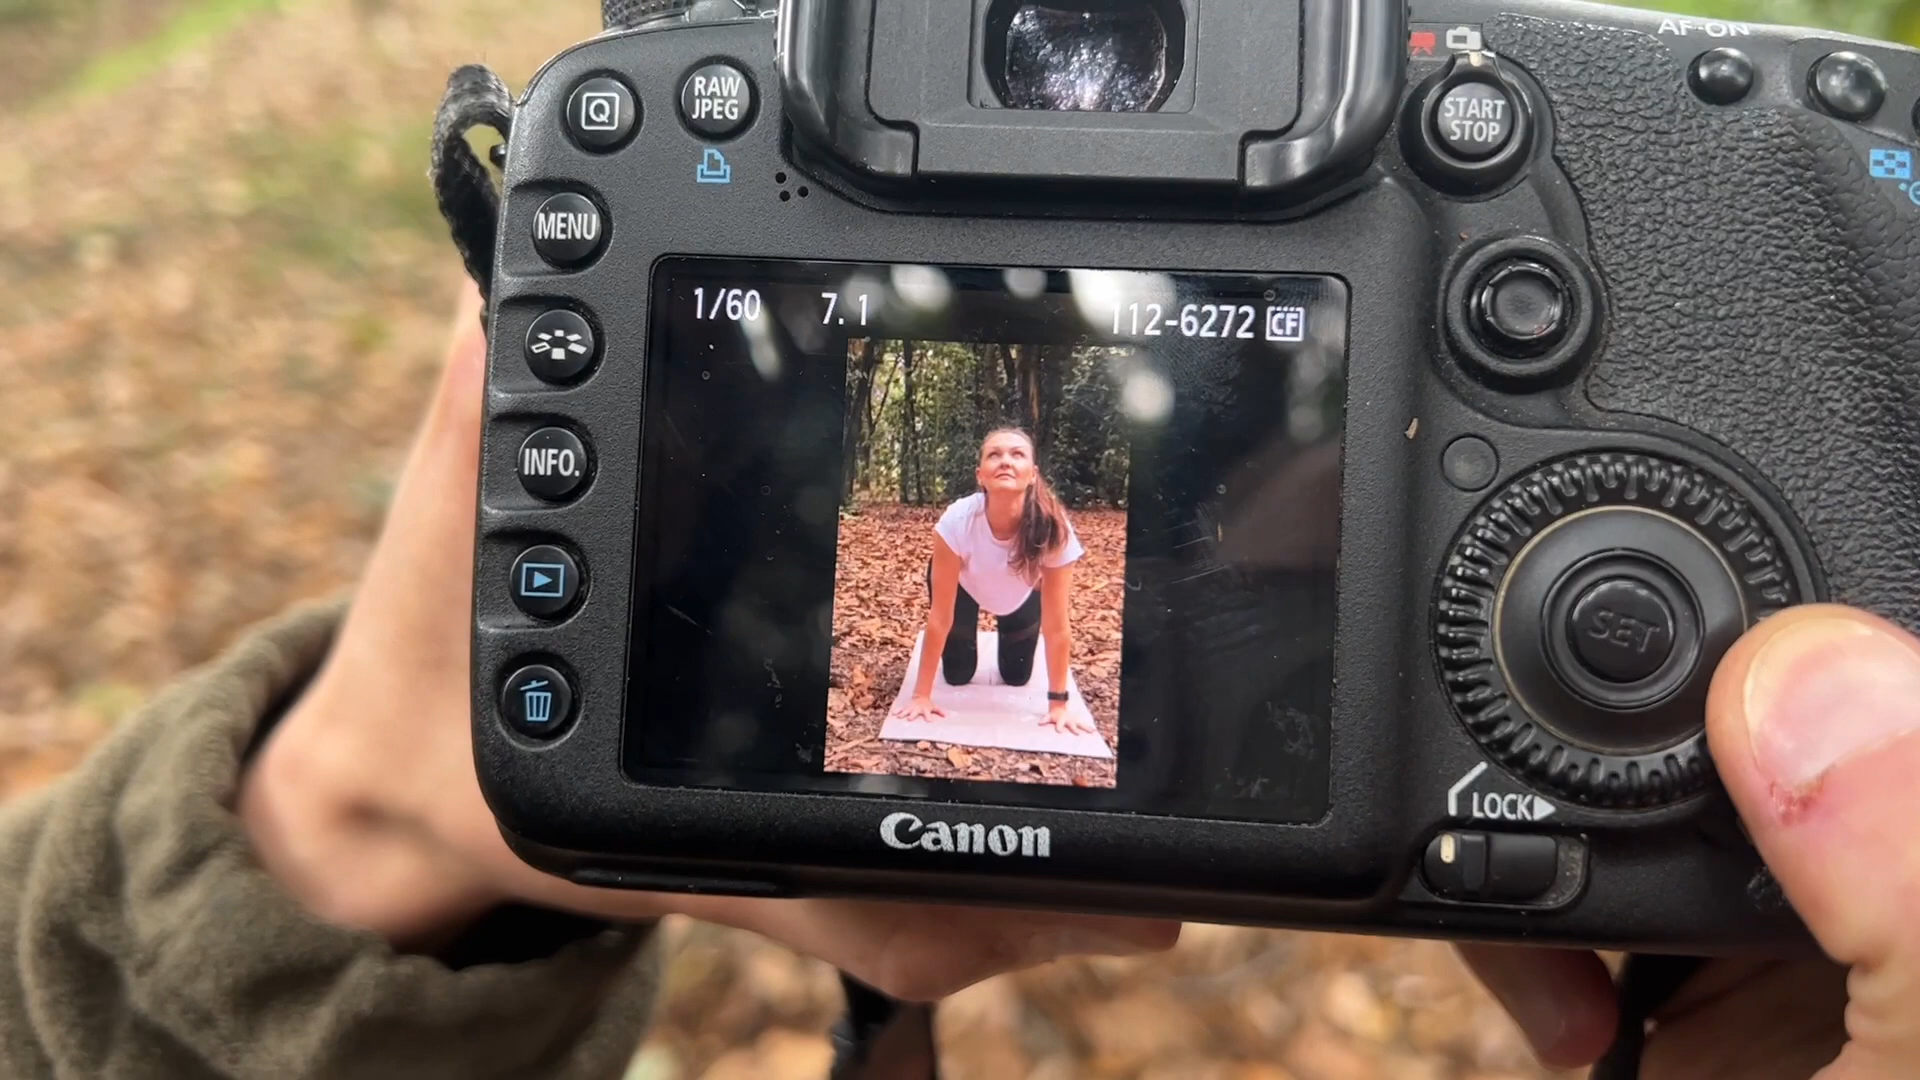 AF-ON
Q
RAW
JPEG
START
STOP
MENU
1/60 7.1 112-6272 CF
INFO.
SET
LOCK
Canon